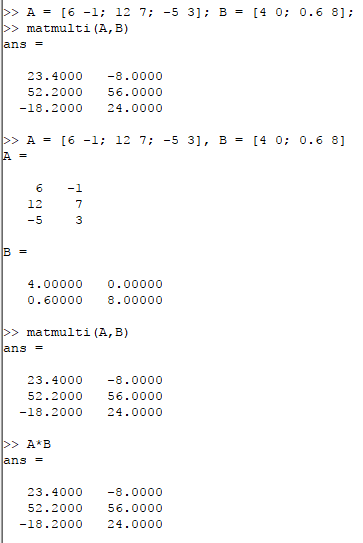 >> A = [6 -1; 12 7; -5 3]; B = [4 0; 0.6 8];
>> matmulti(A,B)
ans =
23.4000 -8.0000
52.2000 56.0000
-18.2000 24.0000
>> A = [6 -1; 12 7; -5 3], B = [4 0; 0.6 8]
A =
6 -1
12 7
-5 3
B =
4.00000 0.00000
0.60000 8.00000
>> matmulti(A,B)
ans =
23.4000 -8.0000
52.2000 56.0000
-18.2000 24.0000
>> A*B
ans =
23.4000 -8.0000
52.2000 56.0000
-18.2000 24.0000